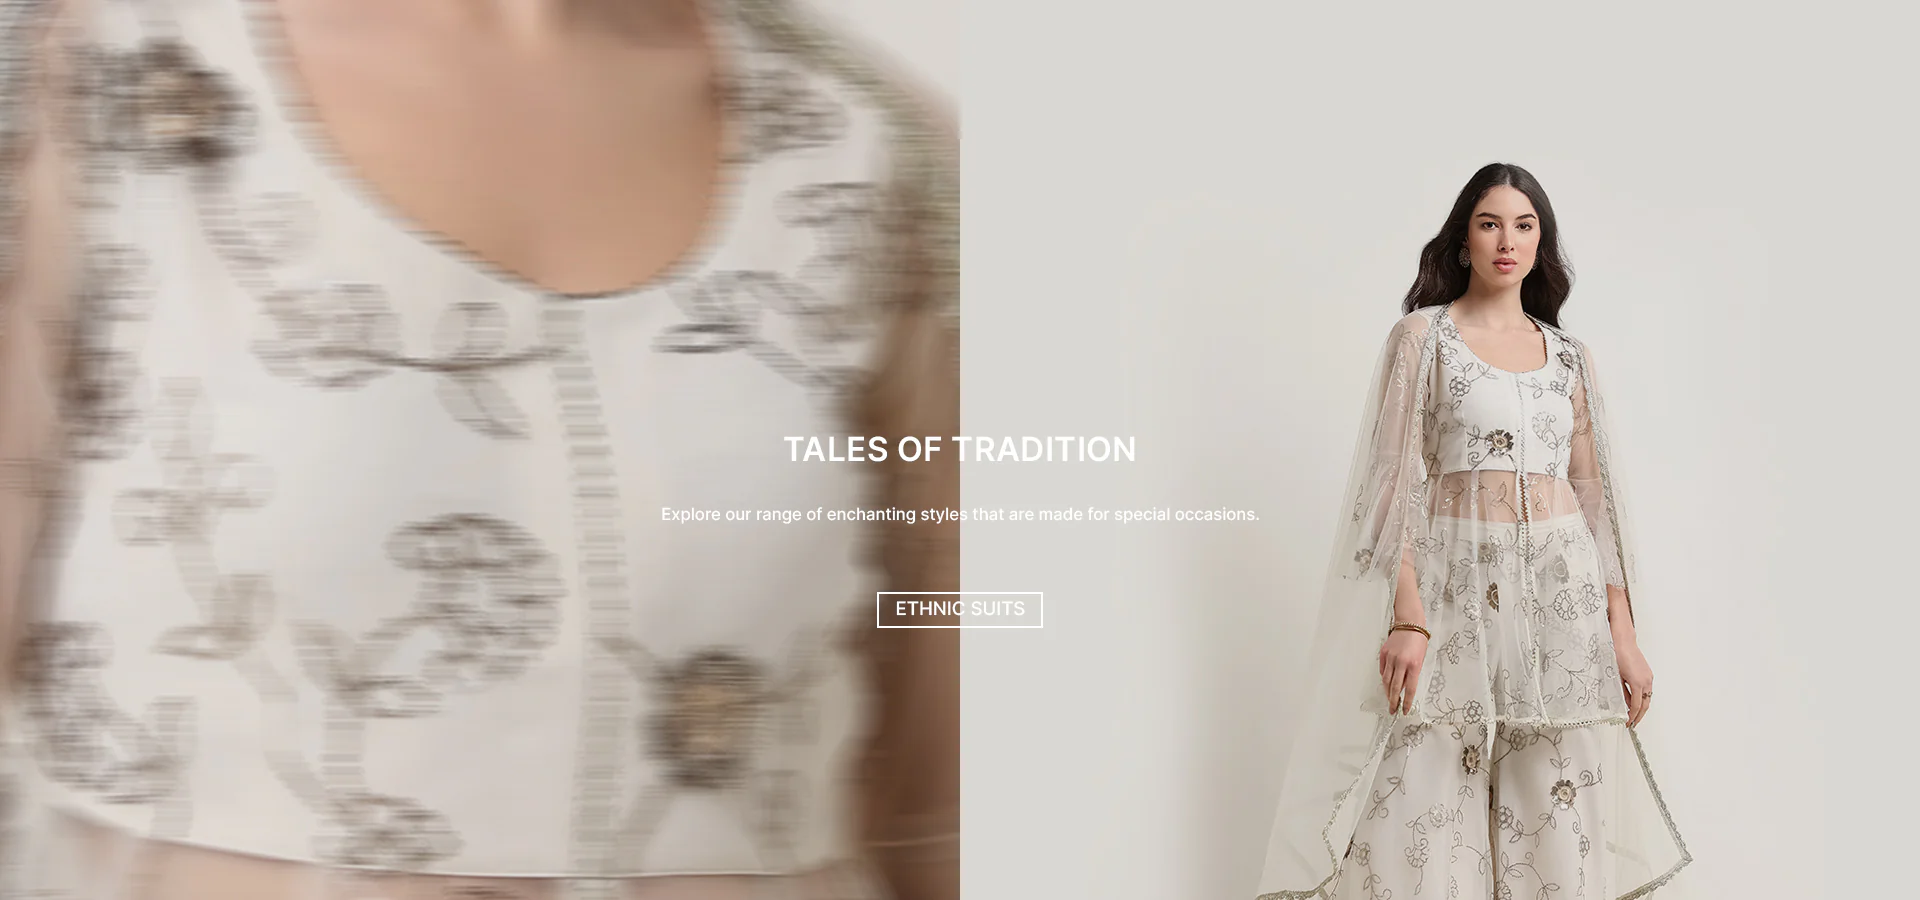 TALES OF TRADITION
Explore our range of enchanting styles that are made for special occasions.
ETHNIC SUITS